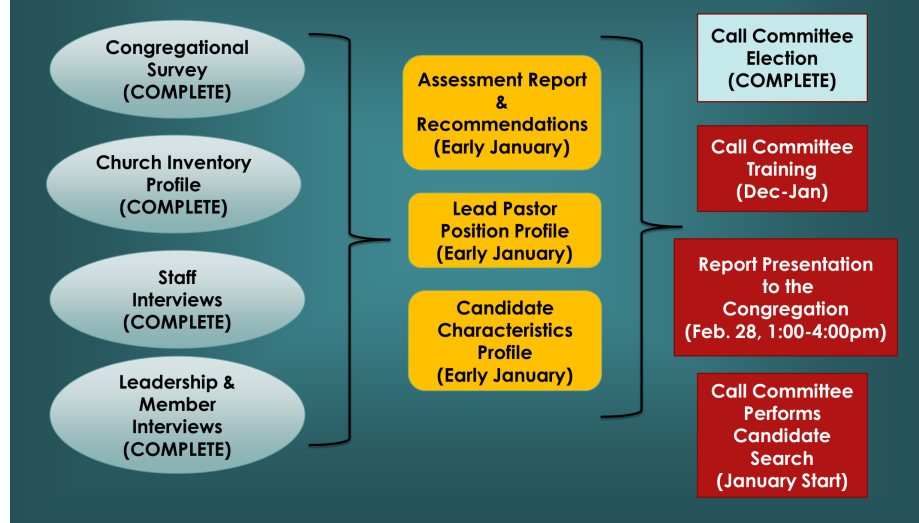 Congregational
Survey
(COMPLETE)
Church Inventory
Profile
(COMPLETE)
Staff
Interviews
(COMPLETE)
Leadership &
Member
Interviews
(COMPLETE)
Assessment Report
&
Recommendations
(Early January)
Lead Pastor
Position Profile
(Early January)
Candidate
Characteristics
Profile
(Early January)
Call Committee
Election
(COMPLETE)
Call Committee
Training
(Dec-Jan)
Report Presentation
to the
Congregation
(Feb. 28, 1:00-4:00pm)
Call Committee
Performs
Candidate
Search
(January Start)